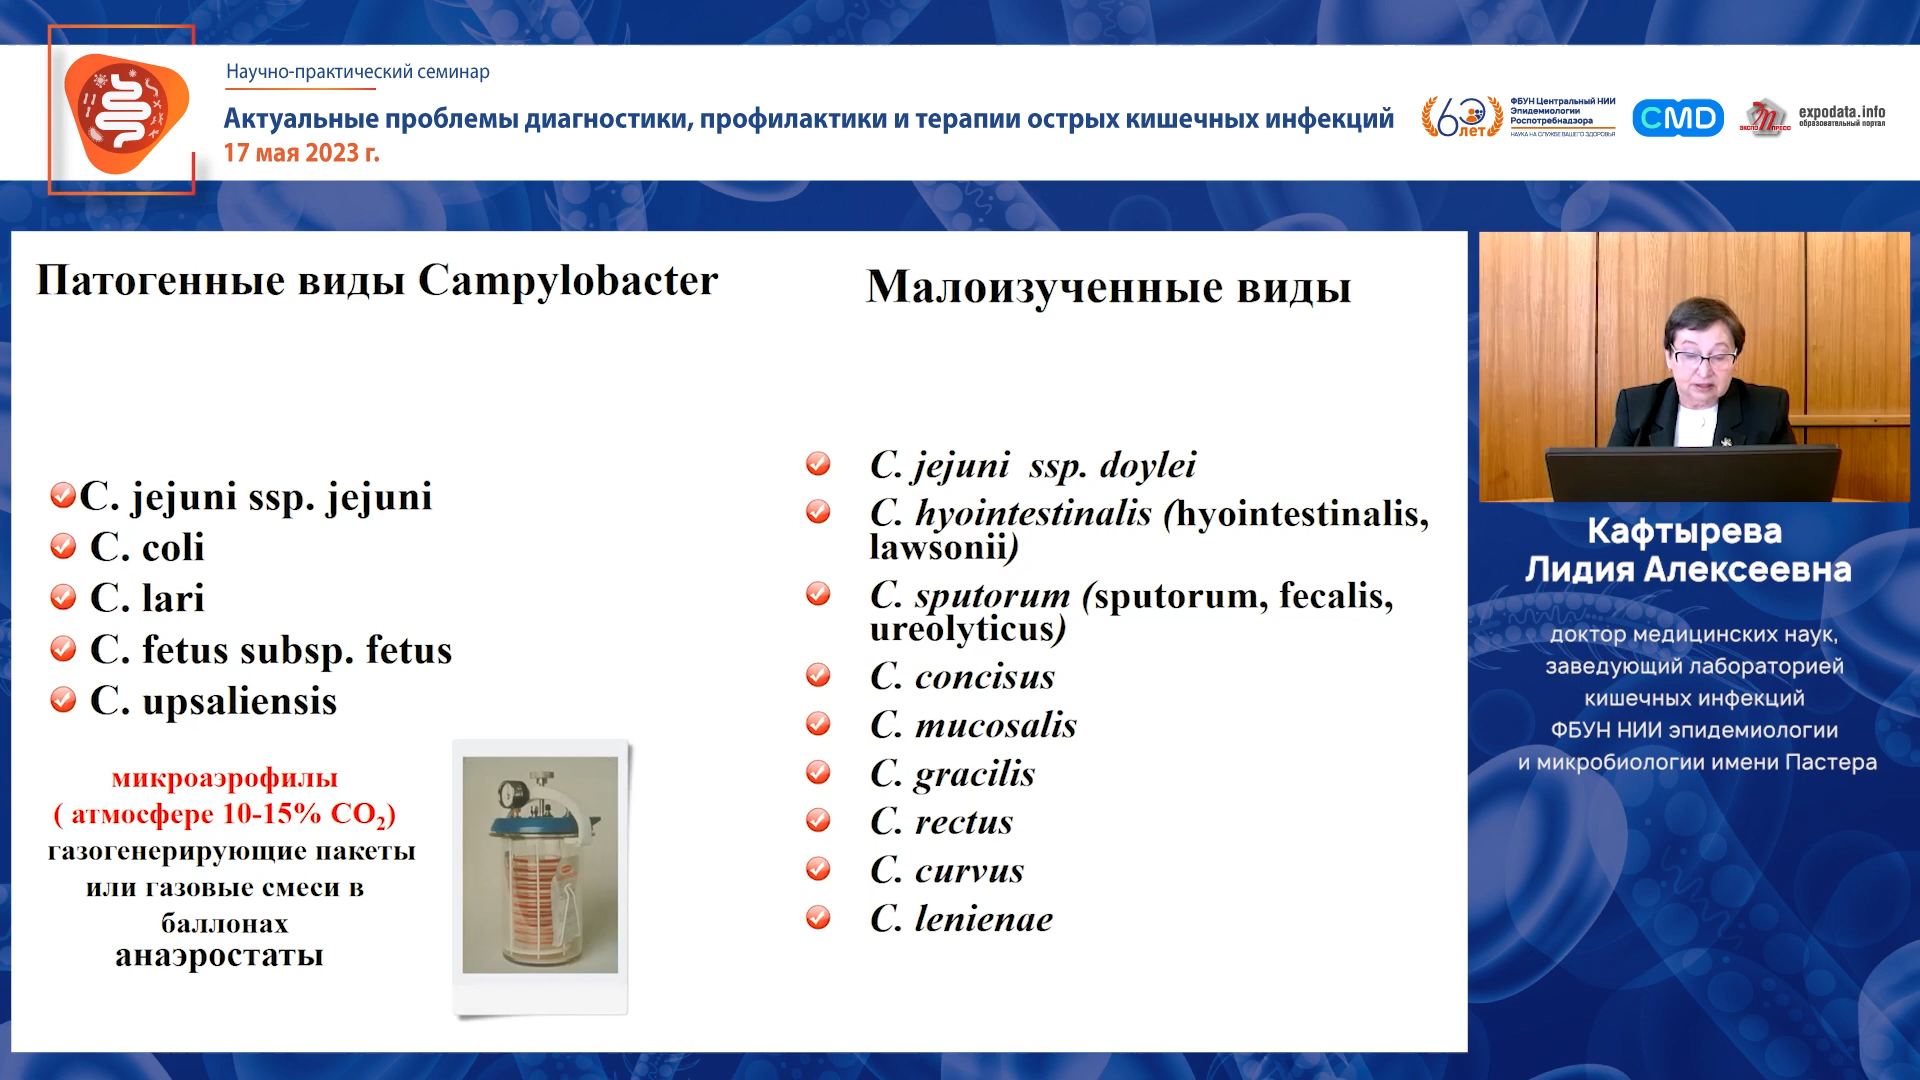 Научно-практический семинар
Актуальные проблемы диагностики, профилактики и терапии острых кишечных инфекций
17 мая 2023 г.
60 лет
ФБУН Центральный НИИ
Эпидемиологии
Роспотребнадзора
НАУКА НА СЛУЖБЕ ВАШЕГО ЗДОРОВЬЯ
CMD
ЭКСПО ПРЕСС
expodata.info
образовательный портал
Патогенные виды Campylobacter
C. jejuni ssp. jejuni
C. coli
C. lari
C. fetus subsp. fetus
C. upsaliensis
микроаэрофилы
( атмосфере 10-15% CO₂)
газогенерирующие пакеты
или газовые смеси в
баллонах
анаэростаты
Малоизученные виды
C. jejuni ssp. doylei
C. hyointestinalis (hyointestinalis,
lawsonii)
C. sputorum (sputorum, fecalis,
ureolyticus)
C. concisus
C. mucosalis
C. gracilis
C. rectus
C. curvus
C. lenienae
Кафтырева
Лидия Алексеевна
доктор медицинских наук,
заведующий лабораторией
кишечных инфекций
ФБУН НИИ эпидемиологии
и микробиологии имени Пастера